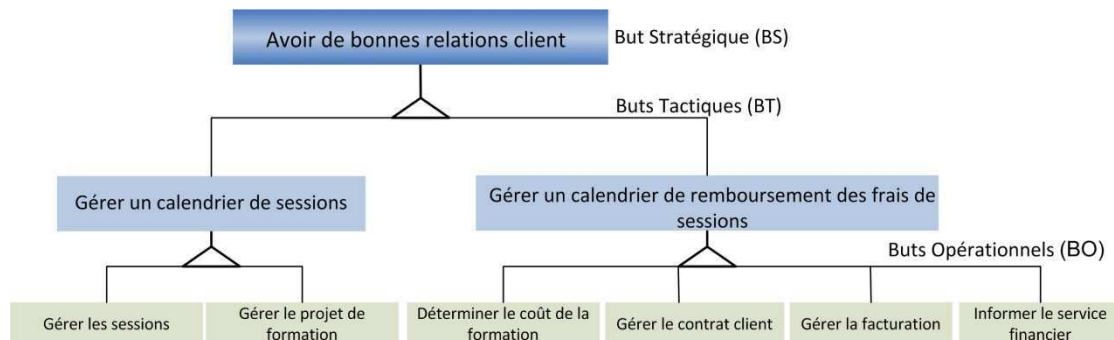 Avoir de bonnes relations client
But Stratégique (BS)
Buts Tactiques (BT)
Gérer un calendrier de sessions
Gérer un calendrier de remboursement des frais de
sessions
Buts Opérationnels (BO)
Gérer les sessions
Gérer le projet de
formation
Déterminer le coût de la
formation
Gérer le contrat client
Gérer la facturation
Informer le service
financier